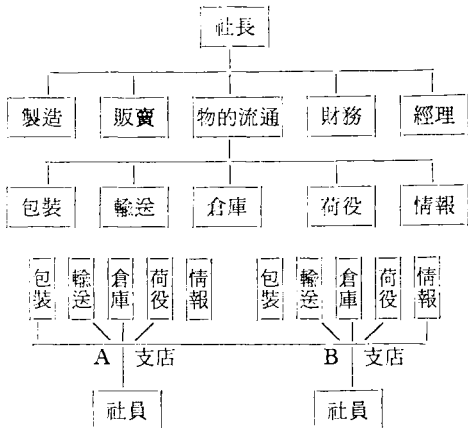 社長
製造 販賣 物的流通 財務 經理
包裝 輸送 倉庫 荷役 情報
包裝 輸送 倉庫 荷役 情報 包裝 輸送 倉庫 荷役 情報
A 支店 B 支店
社員 社員